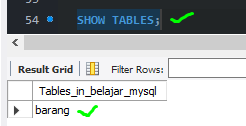 54 SHOW TABLES;
Result Grid Filter Rows:
Tables_in_belajar_mysql
barang